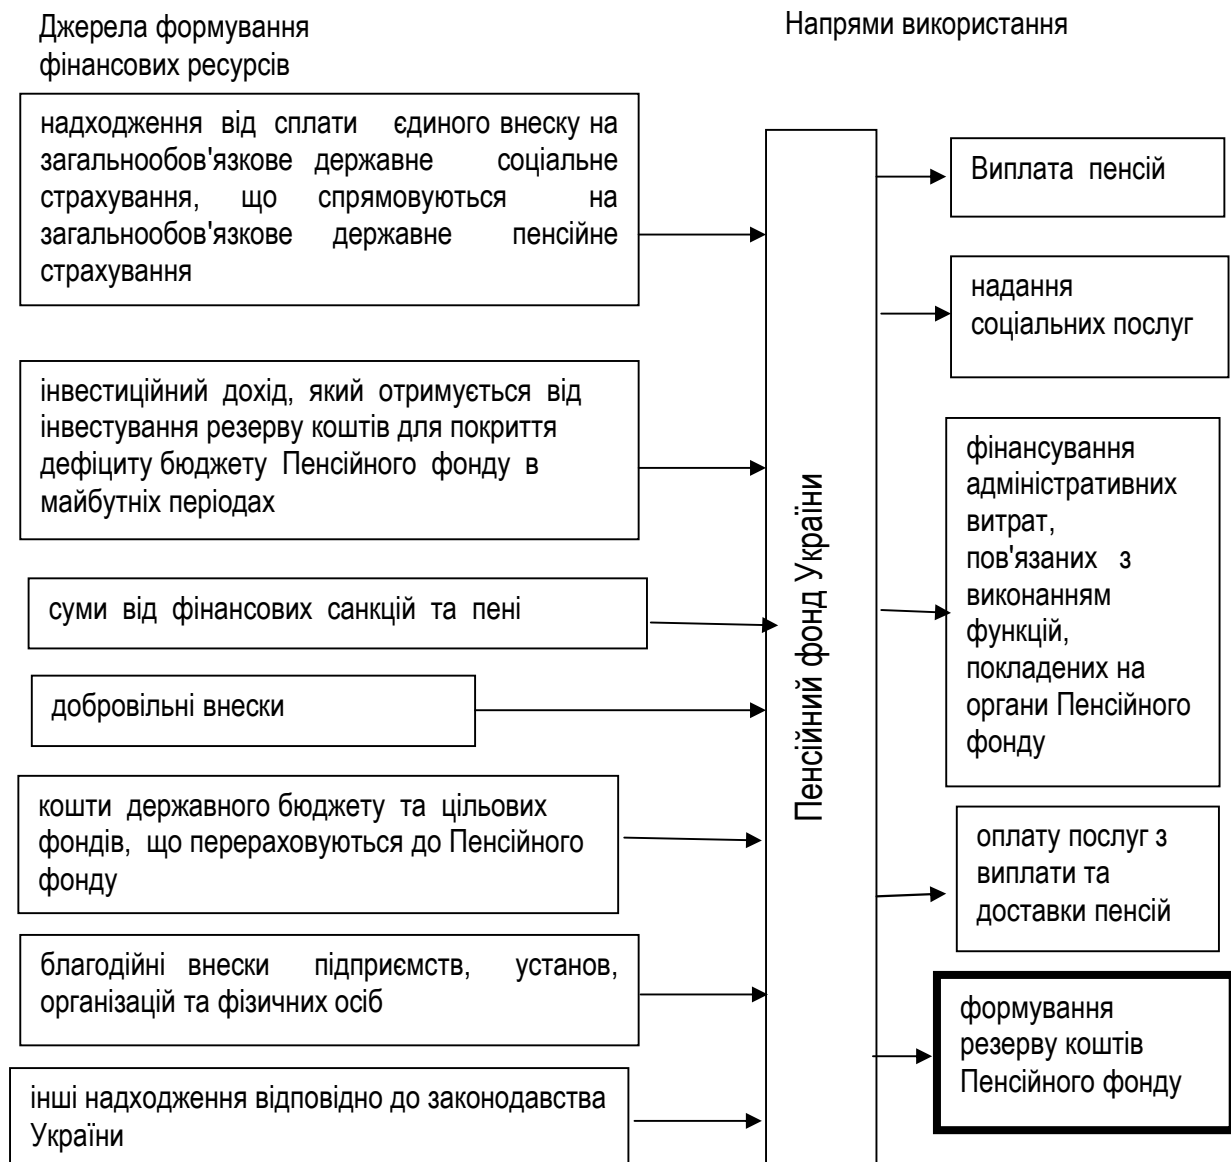 Джерела формування
фінансових ресурсів
Напрями використання
надходження від сплати єдиного внеску на
загальнообов'язкове державне соціальне
страхування, що спрямовуються на
загальнообов'язкове державне пенсійне
страхування
інвестиційний дохід, який отримується від
інвестування резерву коштів для покриття
дефіциту бюджету Пенсійного фонду в
майбутніх періодах
суми від фінансових санкцій та пені
добровільні внески
кошти державного бюджету та цільових
фондів, що перераховуються до Пенсійного
фонду
благодійні внески підприємств, установ,
організацій та фізичних осіб
інші надходження відповідно до законодавства
України
Пенсійний фонд України
Виплата пенсій
надання
соціальних послуг
фінансування
адміністративних
витрат,
пов'язаних з
виконанням
функцій,
покладених на
органи Пенсійного
фонду
оплату послуг з
виплати та
доставки пенсій
формування
резерву коштів
Пенсійного фонду